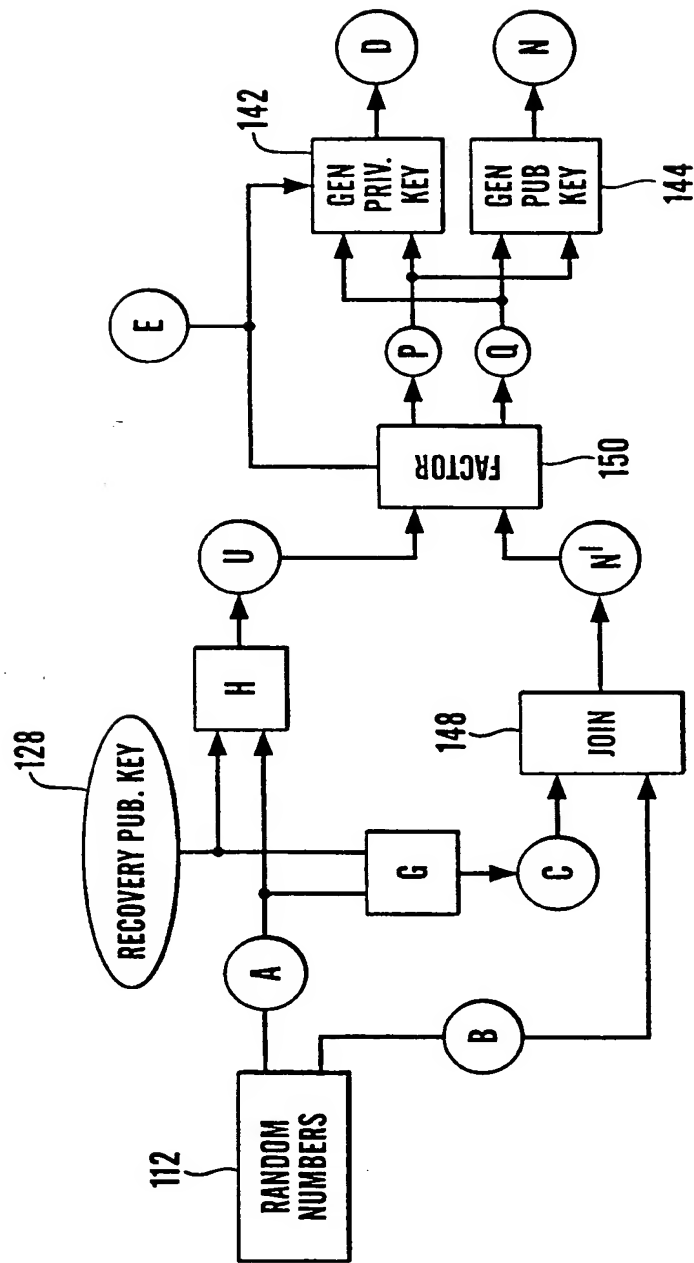 112
RANDOM
NUMBERS
A
B
128
RECOVERY PUB. KEY
G
C
H
148
JOIN
U
N'
FACTOR
150
E
P
Q
142
GEN
PRIV.
KEY
GEN
PUB
KEY
144
D
N